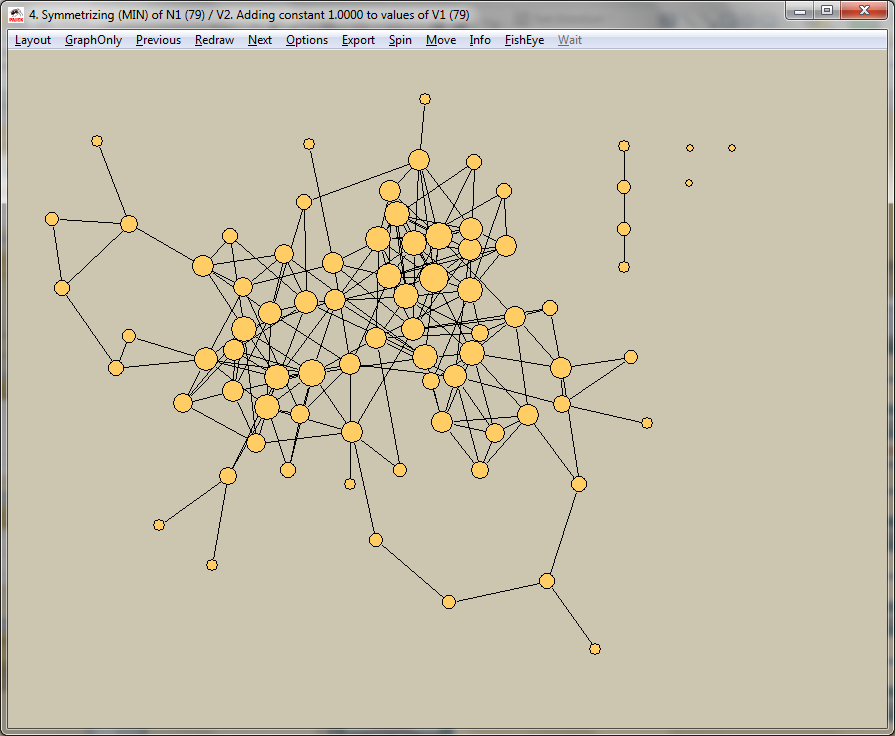 4. Symmetrizing (MIN) of N1 (79) / V2. Adding constant 1.0000 to values of V1 (79)
Layout GraphOnly Previous Redraw Next Options Export Spin Move Info FishEye Wait